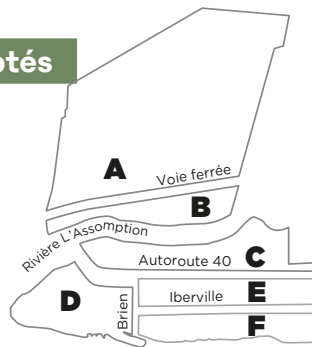 otés
A
Voie ferrée
B
Rivière L'Assomption
Autoroute 40
C
D
Brien
Iberville
E
F